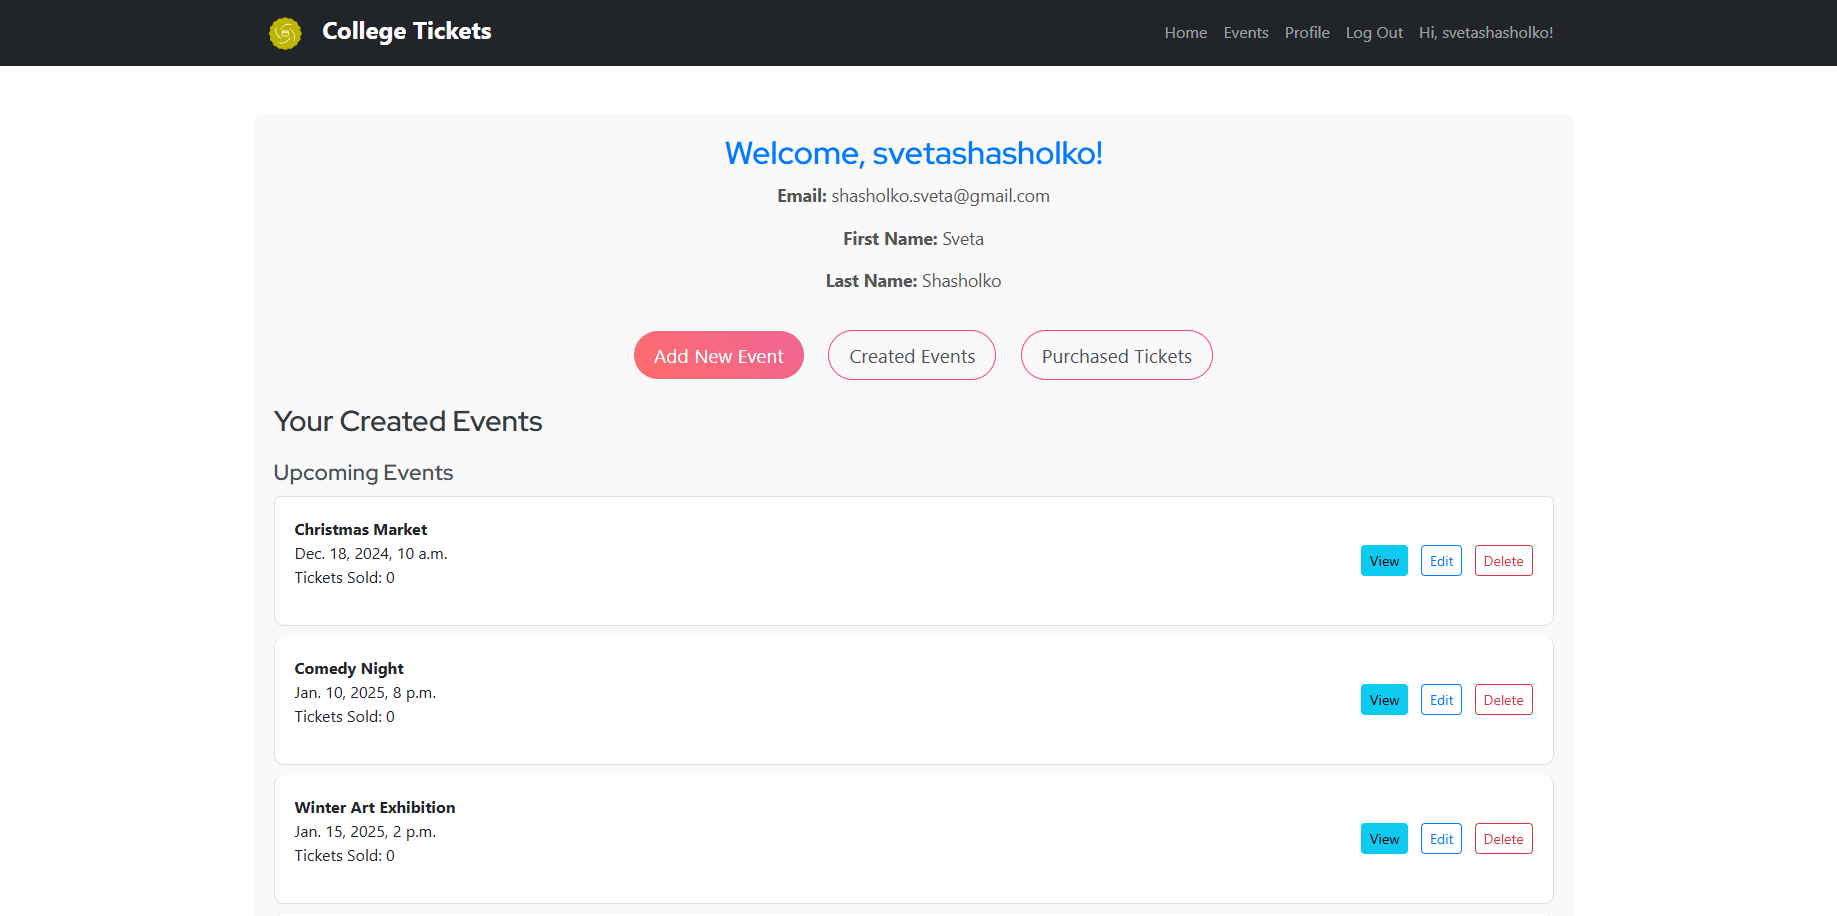 College Tickets
Home Events Profile Log Out Hi, svetashasholko!
Welcome, svetashasholko!
Email: shasholko.sveta@gmail.com
First Name: Sveta
Last Name: Shasholko
Add New Event Created Events Purchased Tickets
Your Created Events
Upcoming Events
Christmas Market
Dec. 18, 2024, 10 a.m.
Tickets Sold: 0
View Edit Delete
Comedy Night
Jan. 10, 2025, 8 p.m.
Tickets Sold: 0
View Edit Delete
Winter Art Exhibition
Jan. 15, 2025, 2 p.m.
Tickets Sold: 0
View Edit Delete